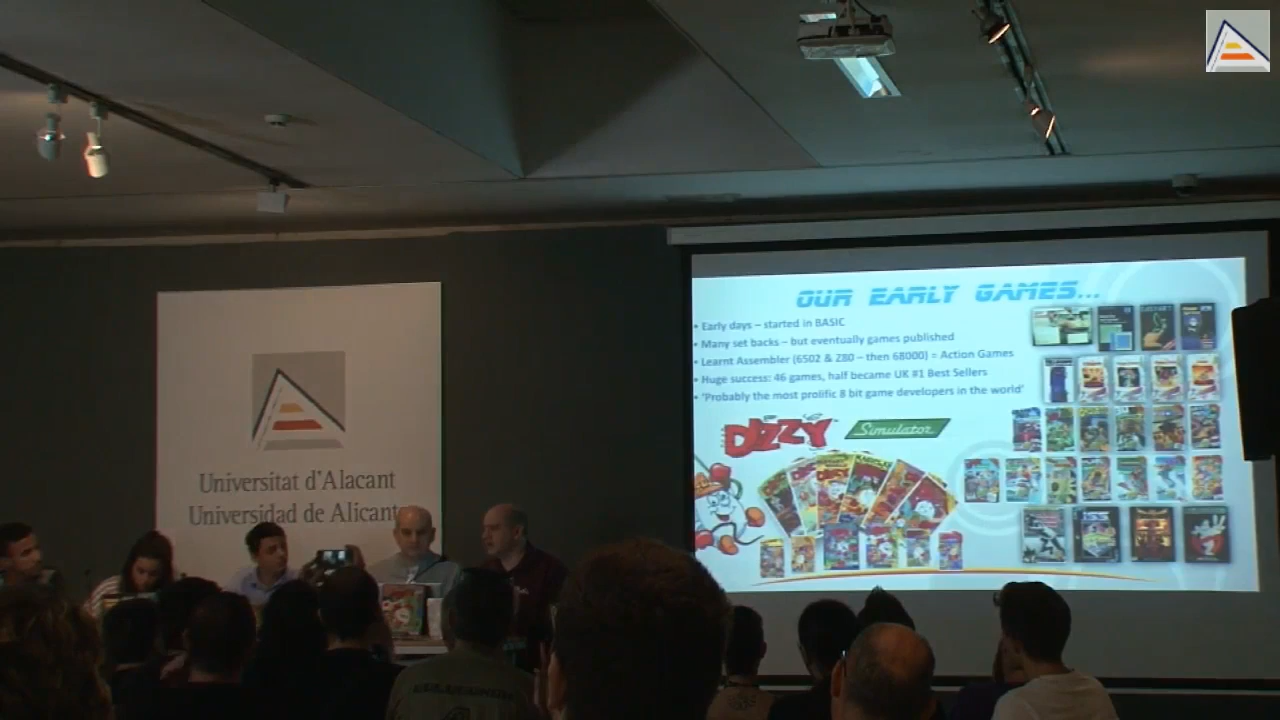 OUR EARLY GAMES...
• Early days – started in BASIC
• Many set backs – but eventually games published
• Learnt Assembler (6502 & Z80 – then 68000) = Action Games
• Huge success: 46 games, half became UK #1 Best Sellers
• 'Probably the most prolific 8 bit game developers in the world'
DIZZY
Simulator
Universitat d'Alacant
Universidad de Alicante